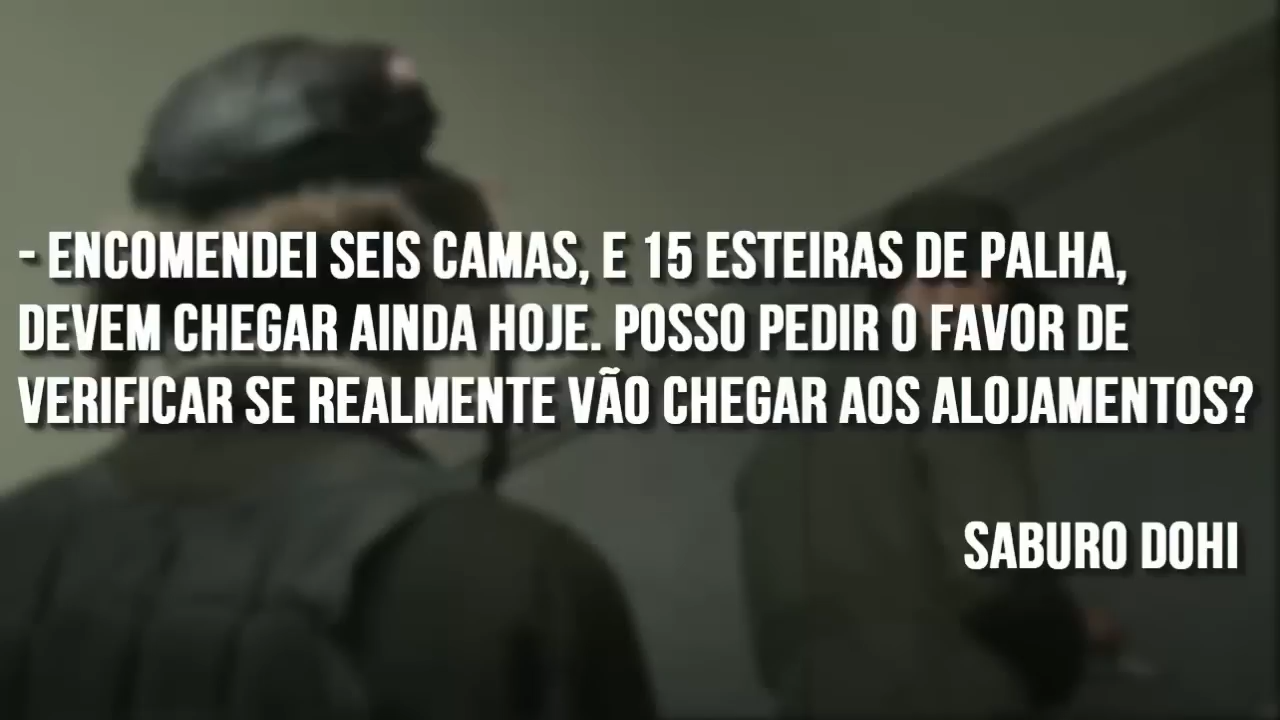 - ENCOMENDEI SEIS CAMAS, E 15 ESTEIRAS DE PALHA,
DEVEM CHEGAR AINDA HOJE. POSSO PEDIR O FAVOR DE
VERIFICAR SE REALMENTE VÃO CHEGAR AOS ALOJAMENTOS?
SABURO DOHI